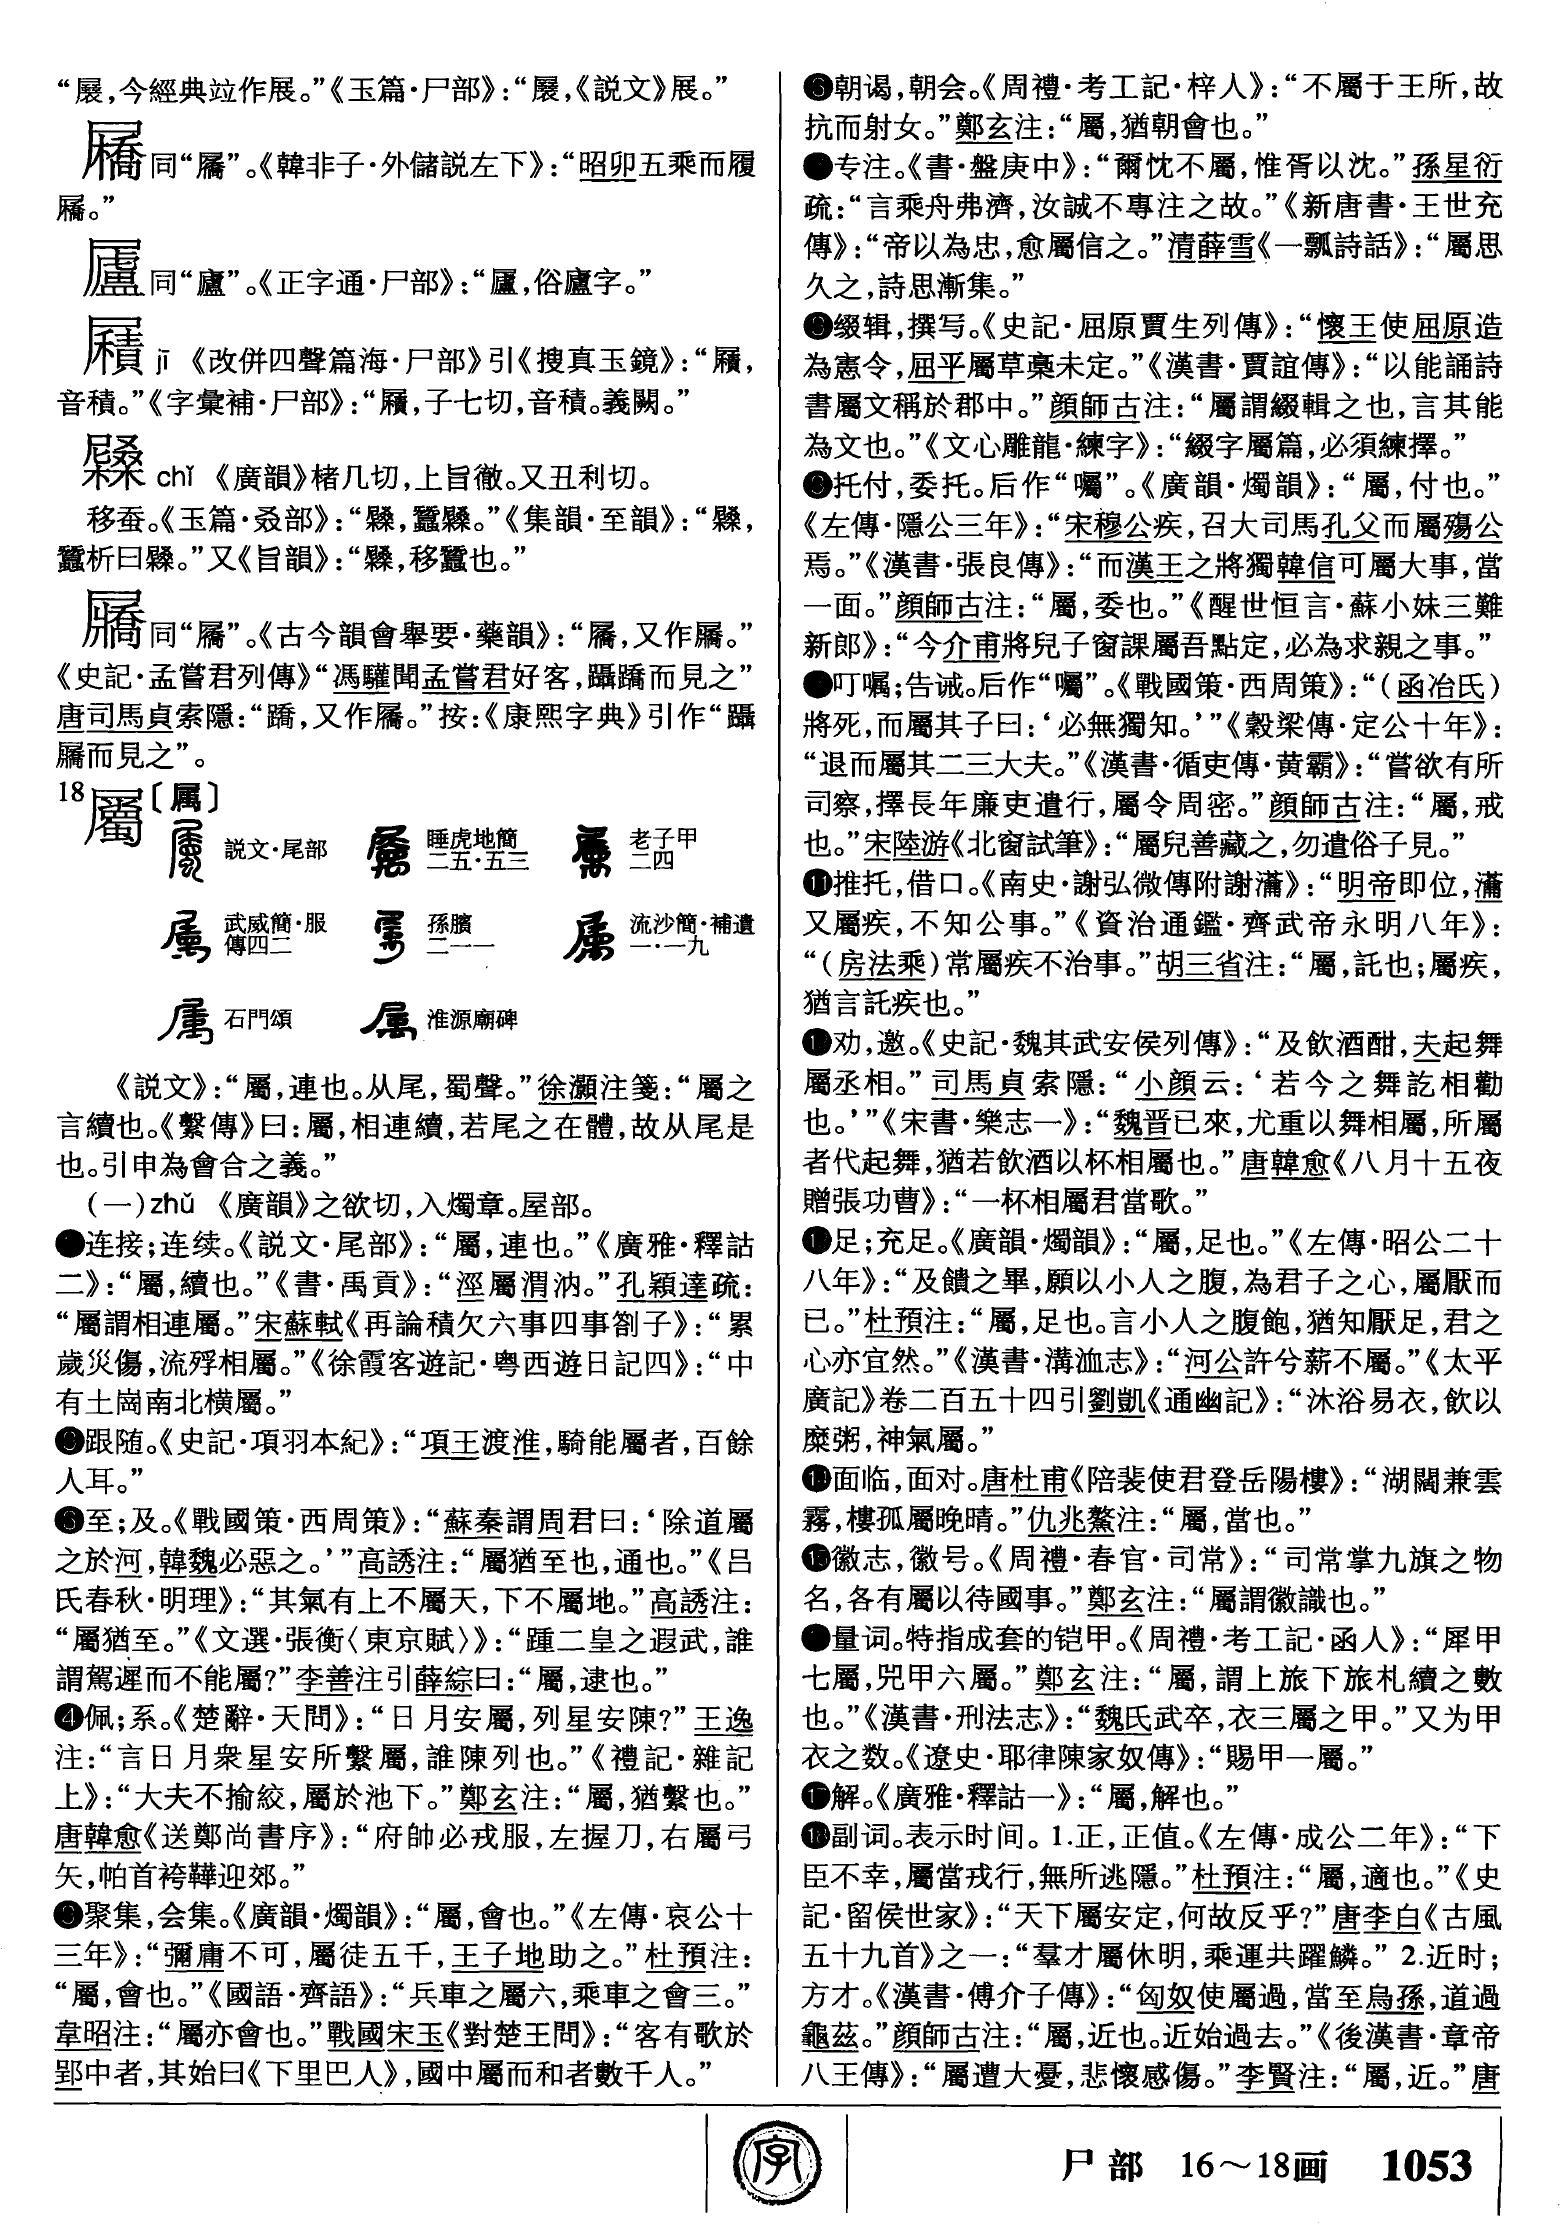 “㞡，今經典竝作展。”《玉篇·尸部》：“㞡，《説文》展。”
同“屩”。《韓非子·外儲説左下》：“昭卯五乘而履
屩。”
同“廬”。《正字通·尸部》：“，俗廬字。”
jī 《改併四聲篇海·尸部》引《搜真玉鏡》：“，
音積。”《字彙補·尸部》：“，子七切，音積。義闕。”
chǐ 《廣韻》楮几切，上旨徹。又丑利切。
移蚕。《玉篇·叕部》：“，蠶。”《集韻·至韻》：“，
蠶析曰。”又《旨韻》：“，移蠶也。”
同“屩”。《古今韻會舉要·藥韻》：“屩，又作。”
《史記·孟嘗君列傳》“馮驩聞孟嘗君好客，躡蹻而見之”
唐司馬貞索隱：“蹻，又作。”按：《康熙字典》引作“躡
而見之”。
18 屬〔属〕
説文·尾部 睡虎地簡二五·五三 老子甲二四
武威簡·服傳四二 孫臏二一一 流沙簡·補遺一·一九
石門頌 淮源廟碑
《説文》：“屬，連也。从尾，蜀聲。”徐灝注箋：“屬之
言續也。《繫傳》曰：屬，相連續，若尾之在體，故从尾是
也。引申為會合之義。”
（一）zhǔ 《廣韻》之欲切，入燭章。屋部。
❶连接；连续。《説文·尾部》：“屬，連也。”《廣雅·釋詁
二》：“屬，續也。”《書·禹貢》：“涇屬渭汭。”孔穎達疏：
“屬謂相連屬。”宋蘇軾《再論積欠六事四事劄子》：“累
歲災傷，流殍相屬。”《徐霞客遊記·粤西遊日記四》：“中
有土崗南北横屬。”
❷跟随。《史記·項羽本紀》：“項王渡淮，騎能屬者，百餘
人耳。”
❸至；及。《戰國策·西周策》：“蘇秦謂周君曰：‘除道屬
之於河，韓魏必惡之。’”高誘注：“屬猶至也，通也。”《吕
氏春秋·明理》：“其氣有上不屬天，下不屬地。”高誘注：
“屬猶至。”《文選·張衡〈東京賦〉》：“踵二皇之遐武，誰
謂駕遲而不能屬？”李善注引薛綜曰：“屬，逮也。”
❹佩；系。《楚辭·天問》：“日月安屬，列星安陳？”王逸
注：“言日月衆星安所繫屬，誰陳列也。”《禮記·雜記
上》：“大夫不揄絞，屬於池下。”鄭玄注：“屬，猶繫也。”
唐韓愈《送鄭尚書序》：“府帥必戎服，左握刀，右屬弓
矢，帕首袴鞾迎郊。”
❺聚集，会集。《廣韻·燭韻》：“屬，會也。”《左傳·哀公十
三年》：“彌庸不可，屬徒五千，王子地助之。”杜預注：
“屬，會也。”《國語·齊語》：“兵車之屬六，乘車之會三。”
韋昭注：“屬亦會也。”戰國宋玉《對楚王問》：“客有歌於
郢中者，其始曰《下里巴人》，國中屬而和者數千人。”
❻朝谒，朝会。《周禮·考工記·梓人》：“不屬于王所，故
抗而射女。”鄭玄注：“屬，猶朝會也。”
❼专注。《書·盤庚中》：“爾忱不屬，惟胥以沈。”孫星衍
疏：“言乘舟弗濟，汝誠不專注之故。”《新唐書·王世充
傳》：“帝以為忠，愈屬信之。”清薛雪《一瓢詩話》：“屬思
久之，詩思漸集。”
❽缀辑，撰写。《史記·屈原賈生列傳》：“懷王使屈原造
為憲令，屈平屬草稾未定。”《漢書·賈誼傳》：“以能誦詩
書屬文稱於郡中。”顔師古注：“屬謂綴輯之也，言其能
為文也。”《文心雕龍·練字》：“綴字屬篇，必須練擇。”
❾托付，委托。后作“囑”。《廣韻·燭韻》：“屬，付也。”
《左傳·隱公三年》：“宋穆公疾，召大司馬孔父而屬殤公
焉。”《漢書·張良傳》：“而漢王之將獨韓信可屬大事，當
一面。”顔師古注：“屬，委也。”《醒世恒言·蘇小妹三難
新郎》：“今介甫將兒子窗課屬吾點定，必為求親之事。”
❿叮嘱；告诫。后作“囑”。《戰國策·西周策》：“（函冶氏）
將死，而屬其子曰：‘必無獨知。’”《穀梁傳·定公十年》：
“退而屬其二三大夫。”《漢書·循吏傳·黄霸》：“嘗欲有所
司察，擇長年廉吏遣行，屬令周密。”顔師古注：“屬，戒
也。”宋陸游《北窗試筆》：“屬兒善藏之，勿遣俗子見。”
⓫推托，借口。《南史·謝弘微傳附謝瀟》：“明帝即位，瀟
又屬疾，不知公事。”《資治通鑑·齊武帝永明八年》：
“（房法乘）常屬疾不治事。”胡三省注：“屬，託也；屬疾，
猶言託疾也。”
⓬劝，邀。《史記·魏其武安侯列傳》：“及飲酒酣，夫起舞
屬丞相。”司馬貞索隱：“小顔云：‘若今之舞訖相勸
也。’”《宋書·樂志一》：“魏晋已來，尤重以舞相屬，所屬
者代起舞，猶若飲酒以杯相屬也。”唐韓愈《八月十五夜
贈張功曹》：“一杯相屬君當歌。”
⓭足；充足。《廣韻·燭韻》：“屬，足也。”《左傳·昭公二十
八年》：“及饋之畢，願以小人之腹，為君子之心，屬厭而
已。”杜預注：“屬，足也。言小人之腹飽，猶知厭足，君之
心亦宜然。”《漢書·溝洫志》：“河公許兮薪不屬。”《太平
廣記》卷二百五十四引劉凱《通幽記》：“沐浴易衣，飲以
糜粥，神氣屬。”
⓮面临，面对。唐杜甫《陪裴使君登岳陽樓》：“湖闊兼雲
霧，樓孤屬晚晴。”仇兆鰲注：“屬，當也。”
⓯徽志，徽号。《周禮·春官·司常》：“司常掌九旗之物
名，各有屬以待國事。”鄭玄注：“屬謂徽識也。”
⓰量词。特指成套的铠甲。《周禮·考工記·函人》：“犀甲
七屬，兕甲六屬。”鄭玄注：“屬，謂上旅下旅札續之數
也。”《漢書·刑法志》：“魏氏武卒，衣三屬之甲。”又为甲
衣之数。《遼史·耶律陳家奴傳》：“賜甲一屬。”
⓱解。《廣雅·釋詁一》：“屬，解也。”
⓲副词。表示时间。1.正，正值。《左傳·成公二年》：“下
臣不幸，屬當戎行，無所逃隱。”杜預注：“屬，適也。”《史
記·留侯世家》：“天下屬安定，何故反乎？”唐李白《古風
五十九首》之一：“羣才屬休明，乘運共躍鱗。”2.近时；
方才。《漢書·傅介子傳》：“匈奴使屬過，當至烏孫，道過
龜茲。”顔師古注：“屬，近也。近始過去。”《後漢書·章帝
八王傳》：“屬遭大憂，悲懷感傷。”李賢注：“屬，近。”唐
字
尸部 16～18画 1053